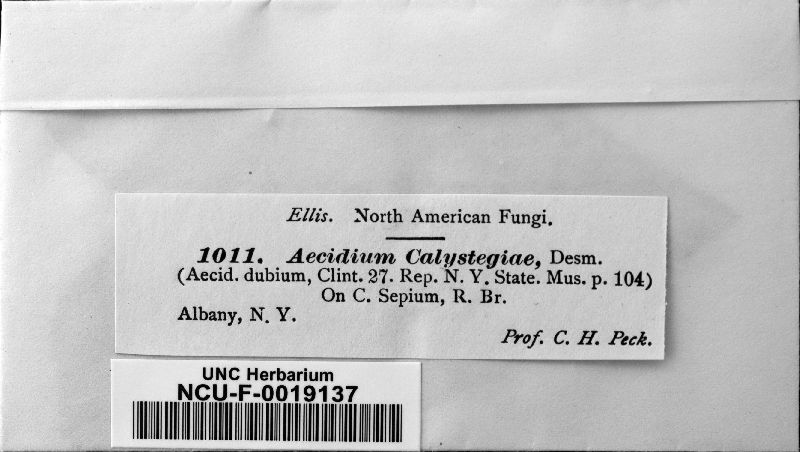 Ellis. North American Fungi.
1011. Aecidium Calystegiae, Desm.
(Aecid. dubium, Clint. 27. Rep. N. Y. State. Mus. p. 104)
On C. Sepium, R. Br.
Albany, N. Y.
Prof. C. H. Peck.
UNC Herbarium
NCU-F-0019137